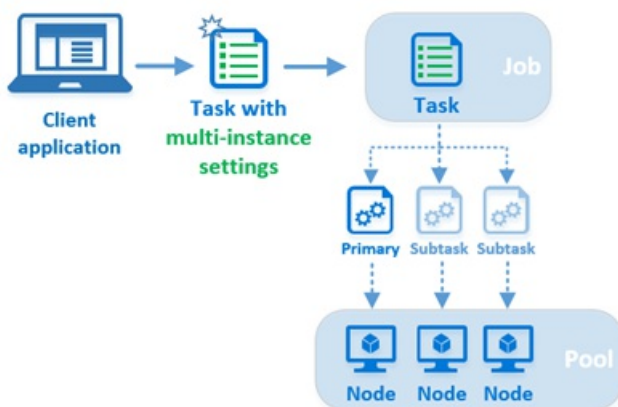 Client
application
Task with
multi-instance
settings
Job
Task
Primary
Subtask
Subtask
Node
Node
Node
Pool